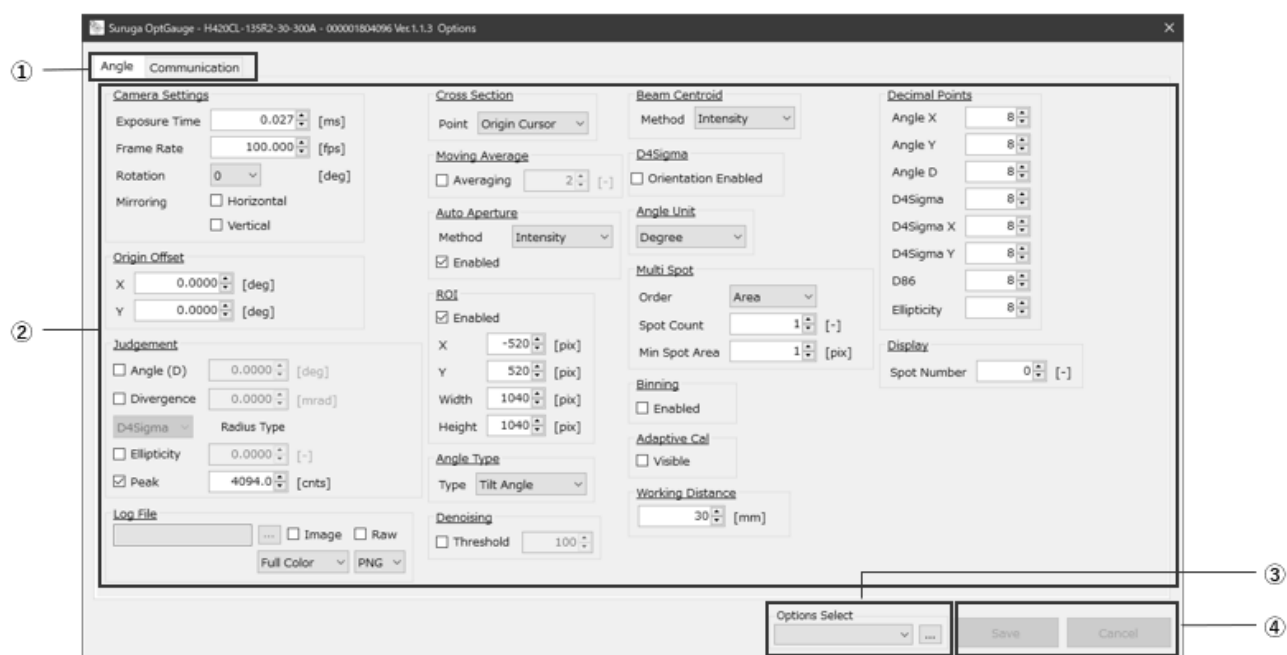 Suruga OptGauge - H420CL-135R2-30-300A - 000001804096 Ver.1.1.3 Options
①
Angle Communication
Camera Settings
Exposure Time 0.027 [ms]
Frame Rate 100.000 [fps]
Rotation 0 [deg]
Mirroring Horizontal
Vertical
Origin Offset
X 0.0000 [deg]
Y 0.0000 [deg]
②
Judgement
Angle (D) 0.0000 [deg]
Divergence 0.0000 [mrad]
D4Sigma Radius Type
Ellipticity 0.0000 [-]
Peak 4094.0 [cnts]
Log File
... Image Raw
Full Color PNG
Cross Section
Point Origin Cursor
Moving Average
Averaging 2 [-]
Auto Aperture
Method Intensity
Enabled
ROI
Enabled
X -520 [pix]
Y 520 [pix]
Width 1040 [pix]
Height 1040 [pix]
Angle Type
Type Tilt Angle
Denoising
Threshold 100
Beam Centroid
Method Intensity
D4Sigma
Orientation Enabled
Angle Unit
Degree
Multi Spot
Order Area
Spot Count 1 [-]
Min Spot Area 1 [pix]
Binning
Enabled
Adaptive Cal
Visible
Working Distance
30 [mm]
Decimal Points
Angle X 8
Angle Y 8
Angle D 8
D4Sigma 8
D4Sigma X 8
D4Sigma Y 8
D86 8
Ellipticity 8
Display
Spot Number 0 [-]
③
Options Select
...
Save Cancel
④